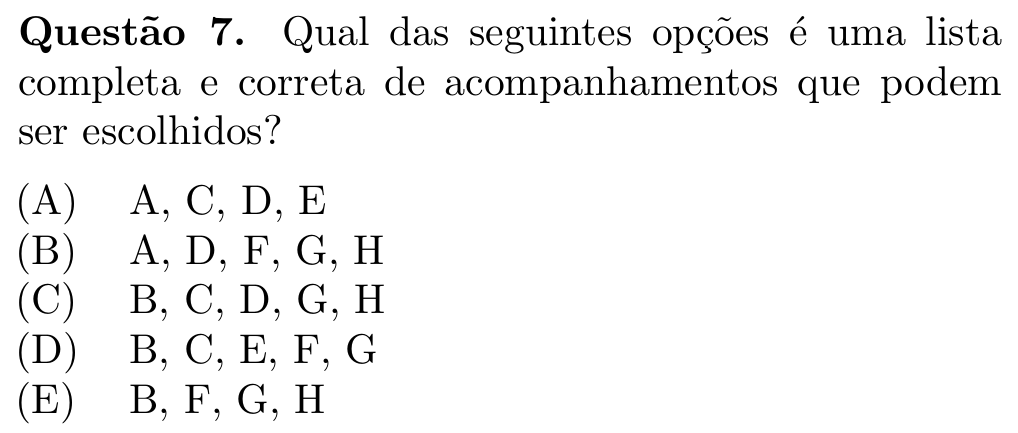 Questão 7. Qual das seguintes opções é uma lista
completa e correta de acompanhamentos que podem
ser escolhidos?
(A) A, C, D, E
(B) A, D, F, G, H
(C) B, C, D, G, H
(D) B, C, E, F, G
(E) B, F, G, H